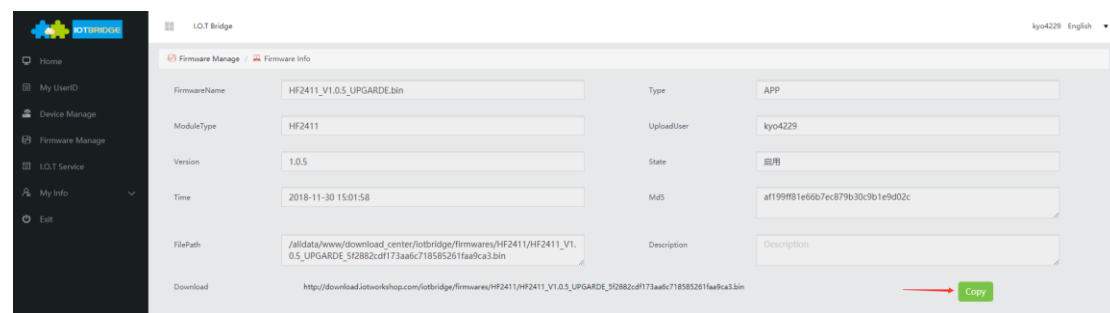 IOTBRIDGE
I.O.T Bridge
kyo4229 English
Home
My UserID
Device Manage
Firmware Manage
I.O.T Service
My Info
Exit
Firmware Manage / Firmware Info
FirmwareName HF2411_V1.0.5_UPGARDE.bin Type APP
ModuleType HF2411 UploadUser kyo4229
Version 1.0.5 State 启用
Time 2018-11-30 15:01:58 Md5 af199ff81e66b7ec879b30c9b1e9d02c
FilePath /alidata/www/download_center/iotbridge/firmwares/HF2411/HF2411_V1.
0.5_UPGARDE_5f2882cdf173aa6c718585261faa9ca3.bin
Description Description
Download http://download.iotworkshop.com/iotbridge/firmwares/HF2411/HF2411_V1.0.5_UPGARDE_5f2882cdf173aa6c718585261faa9ca3.bin Copy